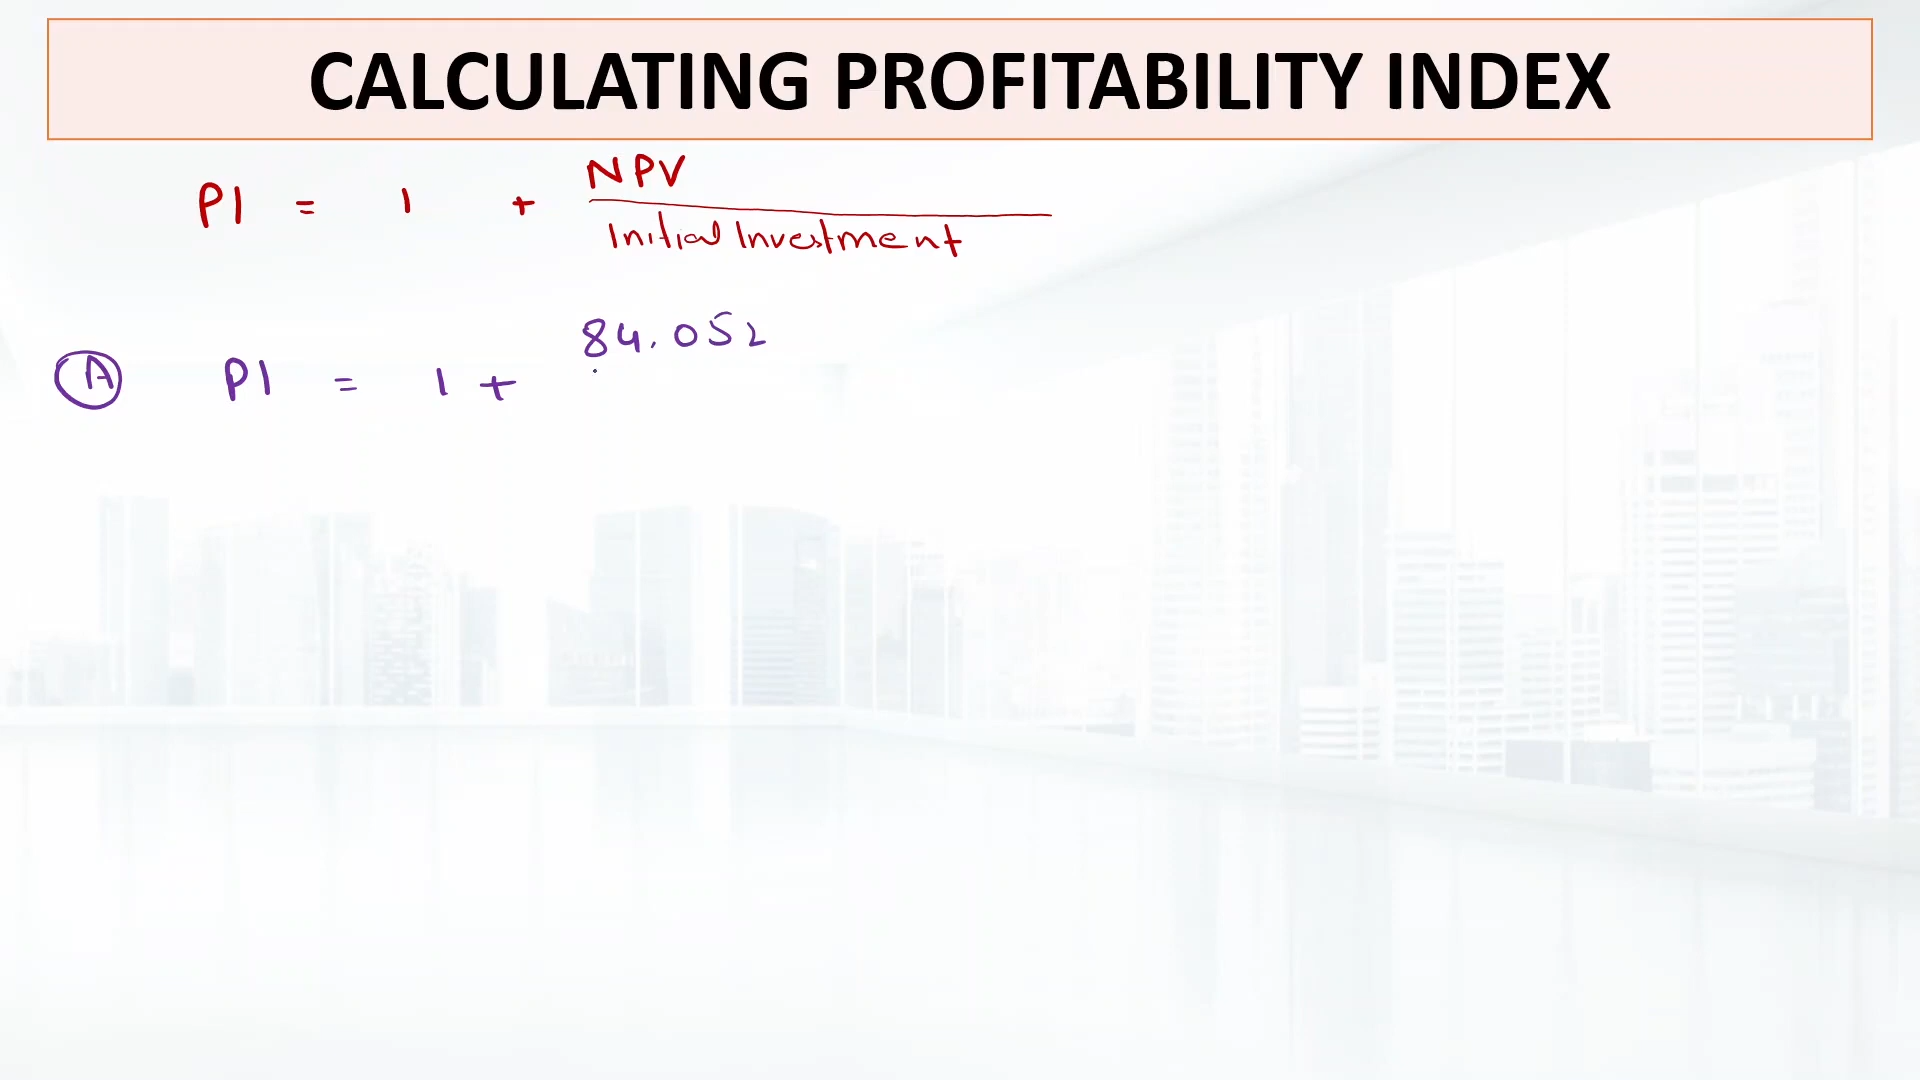 CALCULATING PROFITABILITY INDEX
PI = 1 + NPV
Initial Investment
A PI = 1 + 84.052